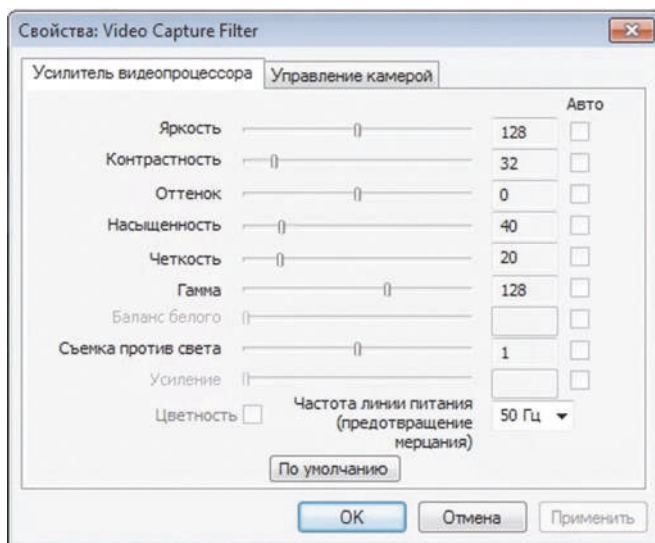 Свойства: Video Capture Filter
Усилитель видеопроцессора Управление камерой
Авто
Яркость 128
Контрастность 32
Оттенок 0
Насыщенность 40
Четкость 20
Гамма 128
Баланс белого
Съемка против света 1
Усиление
Цветность Частота линии питания 50 Гц
(предотвращение
мерцания)
По умолчанию
OK Отмена Применить